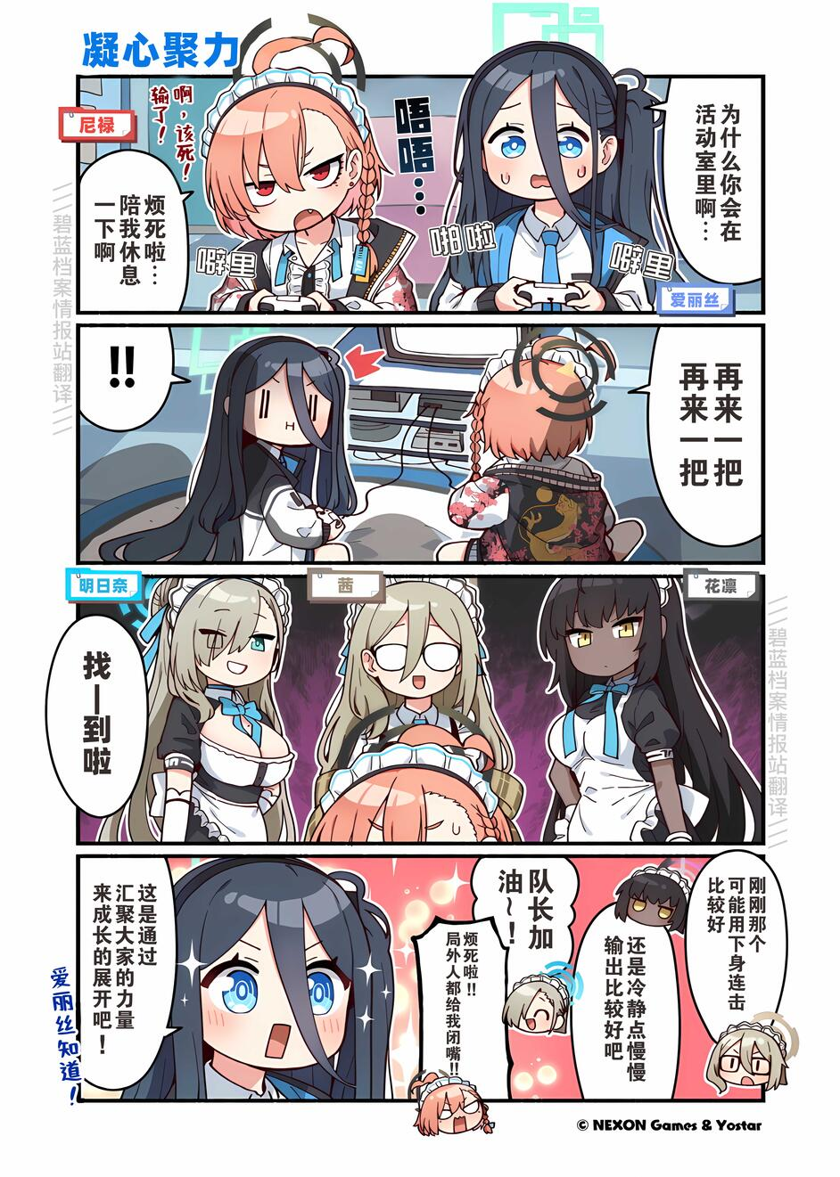 凝心聚力
为什么你会在
活动室里啊…
唔唔…
啊，该死！
输了！
尼禄
烦死啦…
陪我休息
一下啊
噼里
啪啦
噼里
爱丽丝
碧蓝档案情报站翻译
再来一把
再来一把
!!
明日奈
茜
花凛
找—到啦
碧蓝档案情报站翻译
刚刚那个
可能用下身连击
比较好
还是冷静点慢慢
输出比较好吧
队长加
油~！
烦死啦!!
局外人都给我闭嘴!!
这是通过
汇聚大家的力量
来成长的展开吧！
爱丽丝知道！
© NEXON Games & Yostar